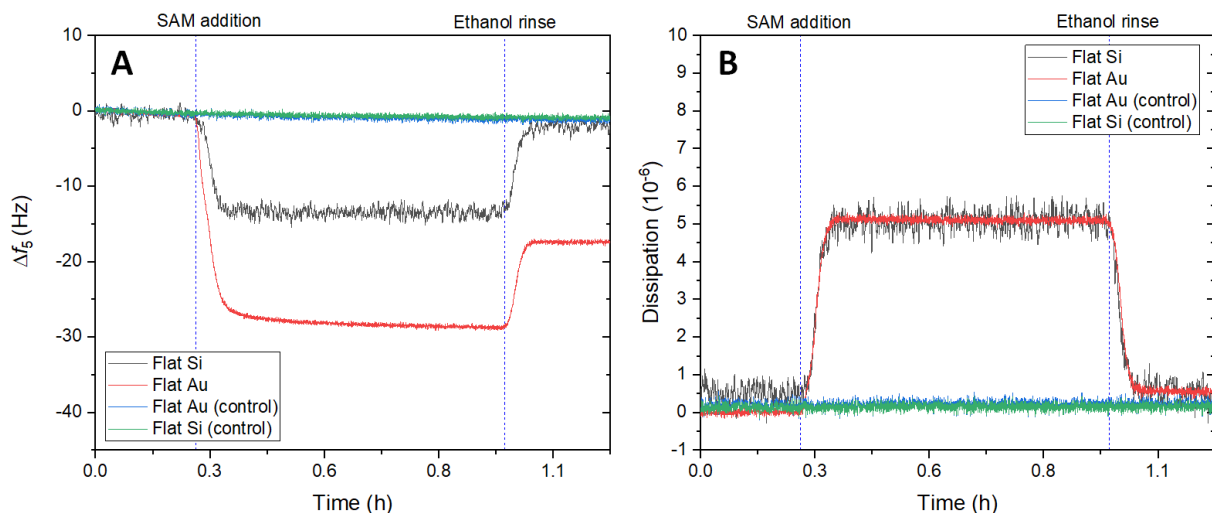 SAM addition
Ethanol rinse
A
10
0
-10
-20
-30
-40
Δf5 (Hz)
Flat Si
Flat Au
Flat Au (control)
Flat Si (control)
0.0
0.3
0.6
0.8
1.1
Time (h)
SAM addition
Ethanol rinse
B
10
9
8
7
6
5
4
3
2
1
0
-1
Dissipation (10⁻⁶)
Flat Si
Flat Au
Flat Au (control)
Flat Si (control)
0.0
0.3
0.6
0.8
1.1
Time (h)